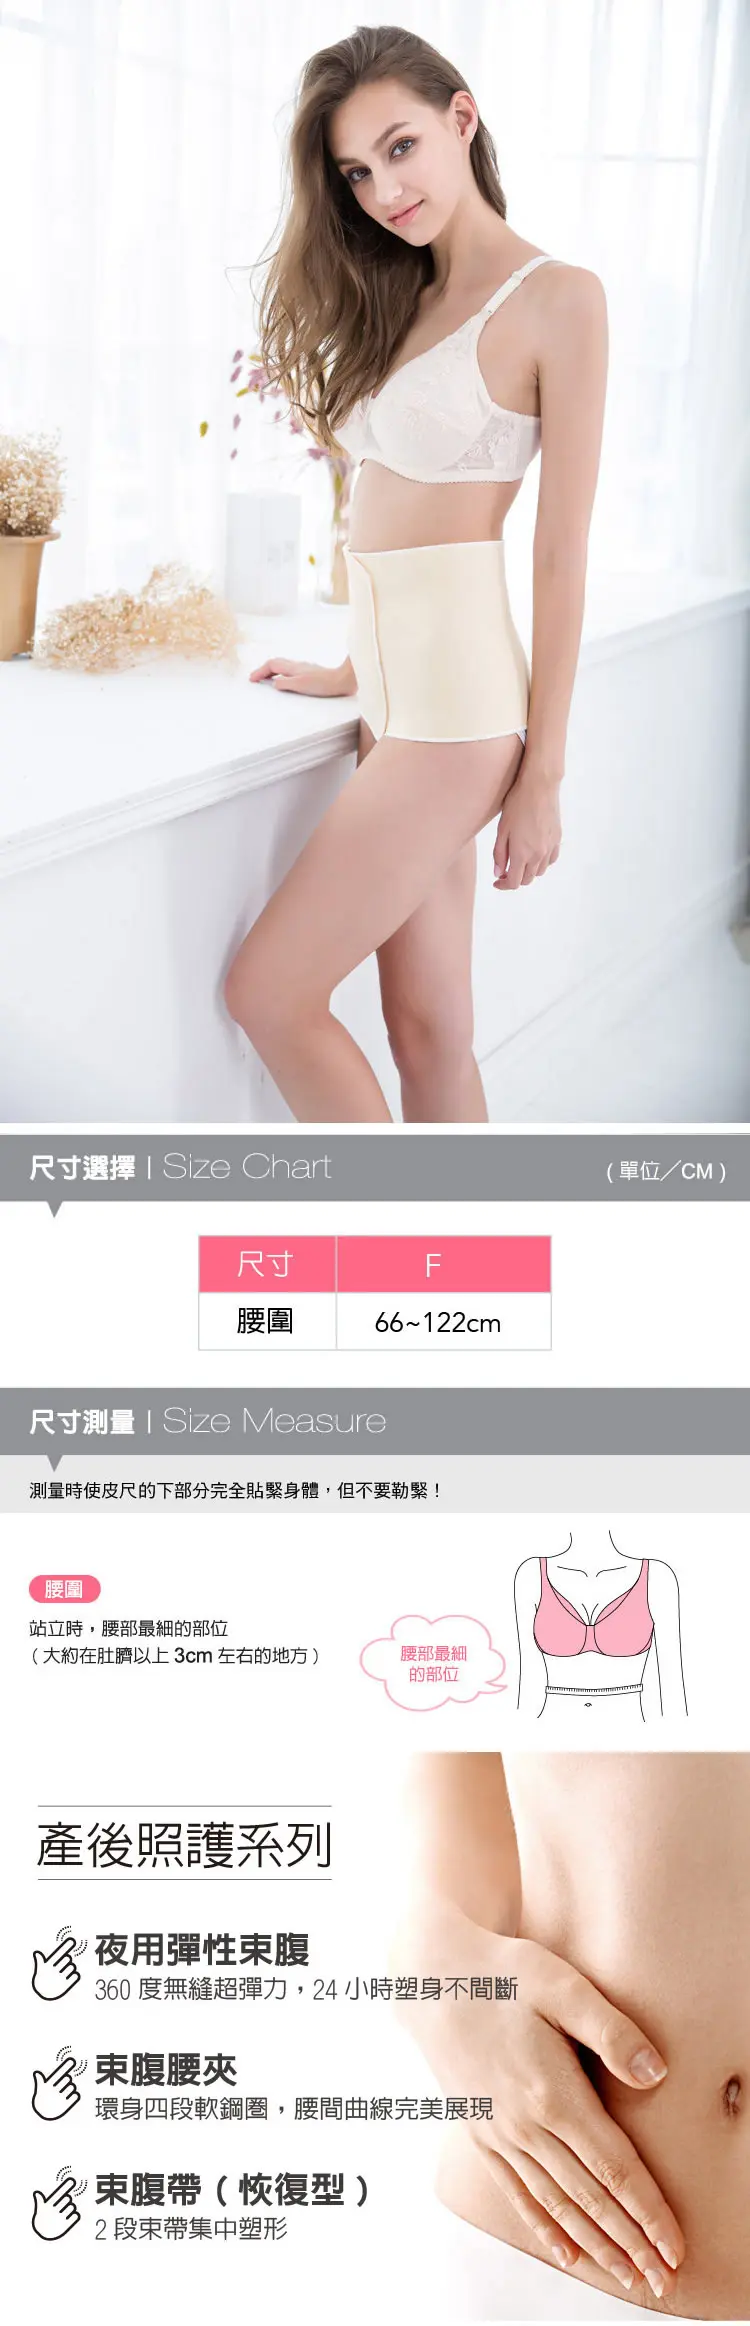 尺寸選擇 | Size Chart (單位／CM)
尺寸 F
腰圍 66~122cm
尺寸測量 | Size Measure
測量時使皮尺的下部分完全貼緊身體，但不要勒緊！
腰圍
站立時，腰部最細的部位
(大約在肚臍以上 3cm 左右的地方)
腰部最細
的部位
產後照護系列
夜用彈性束腹
360 度無縫超彈力，24 小時塑身不間斷
束腹腰夾
環身四段軟鋼圈，腰間曲線完美展現
束腹帶 ( 恢復型 )
2 段束帶集中塑形